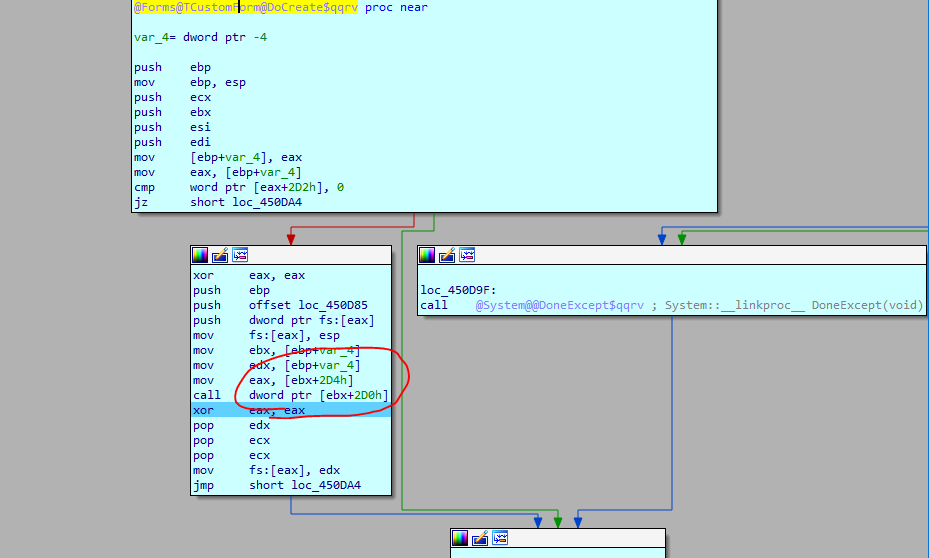 @Forms@TCustomForm@DoCreate$qqrv proc near
var_4= dword ptr -4
push ebp
mov ebp, esp
push ecx
push ebx
push esi
push edi
mov [ebp+var_4], eax
mov eax, [ebp+var_4]
cmp word ptr [eax+2D2h], 0
jz short loc_450DA4
xor eax, eax
push ebp
push offset loc_450D85
push dword ptr fs:[eax]
mov fs:[eax], esp
mov ebx, [ebp+var_4]
mov edx, [ebp+var_4]
mov eax, [ebx+2D4h]
call dword ptr [ebx+2D0h]
xor eax, eax
pop edx
pop ecx
pop ecx
mov fs:[eax], edx
jmp short loc_450DA4
loc_450D9F:
call @System@@DoneExcept$qqrv ; System::__linkproc__ DoneExcept(void)